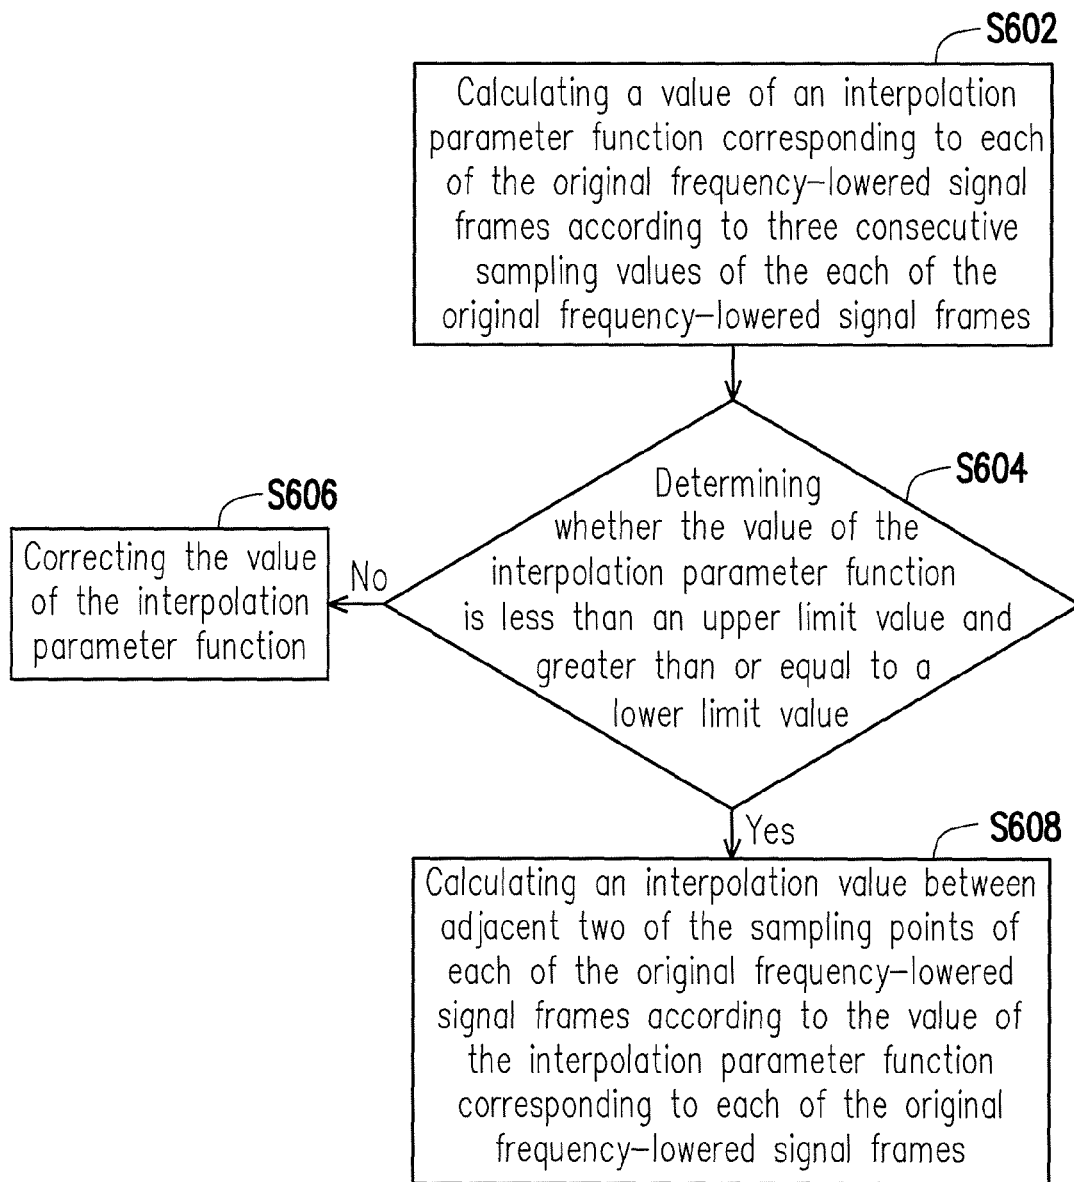 S602
Calculating a value of an interpolation
parameter function corresponding to each
of the original frequency-lowered signal
frames according to three consecutive
sampling values of the each of the
original frequency-lowered signal frames
S604
Determining
whether the value of the
interpolation parameter function
is less than an upper limit value and
greater than or equal to a
lower limit value
S606
No
Correcting the value
of the interpolation
parameter function
Yes
S608
Calculating an interpolation value between
adjacent two of the sampling points of
each of the original frequency-lowered
signal frames according to the value of
the interpolation parameter function
corresponding to each of the original
frequency-lowered signal frames